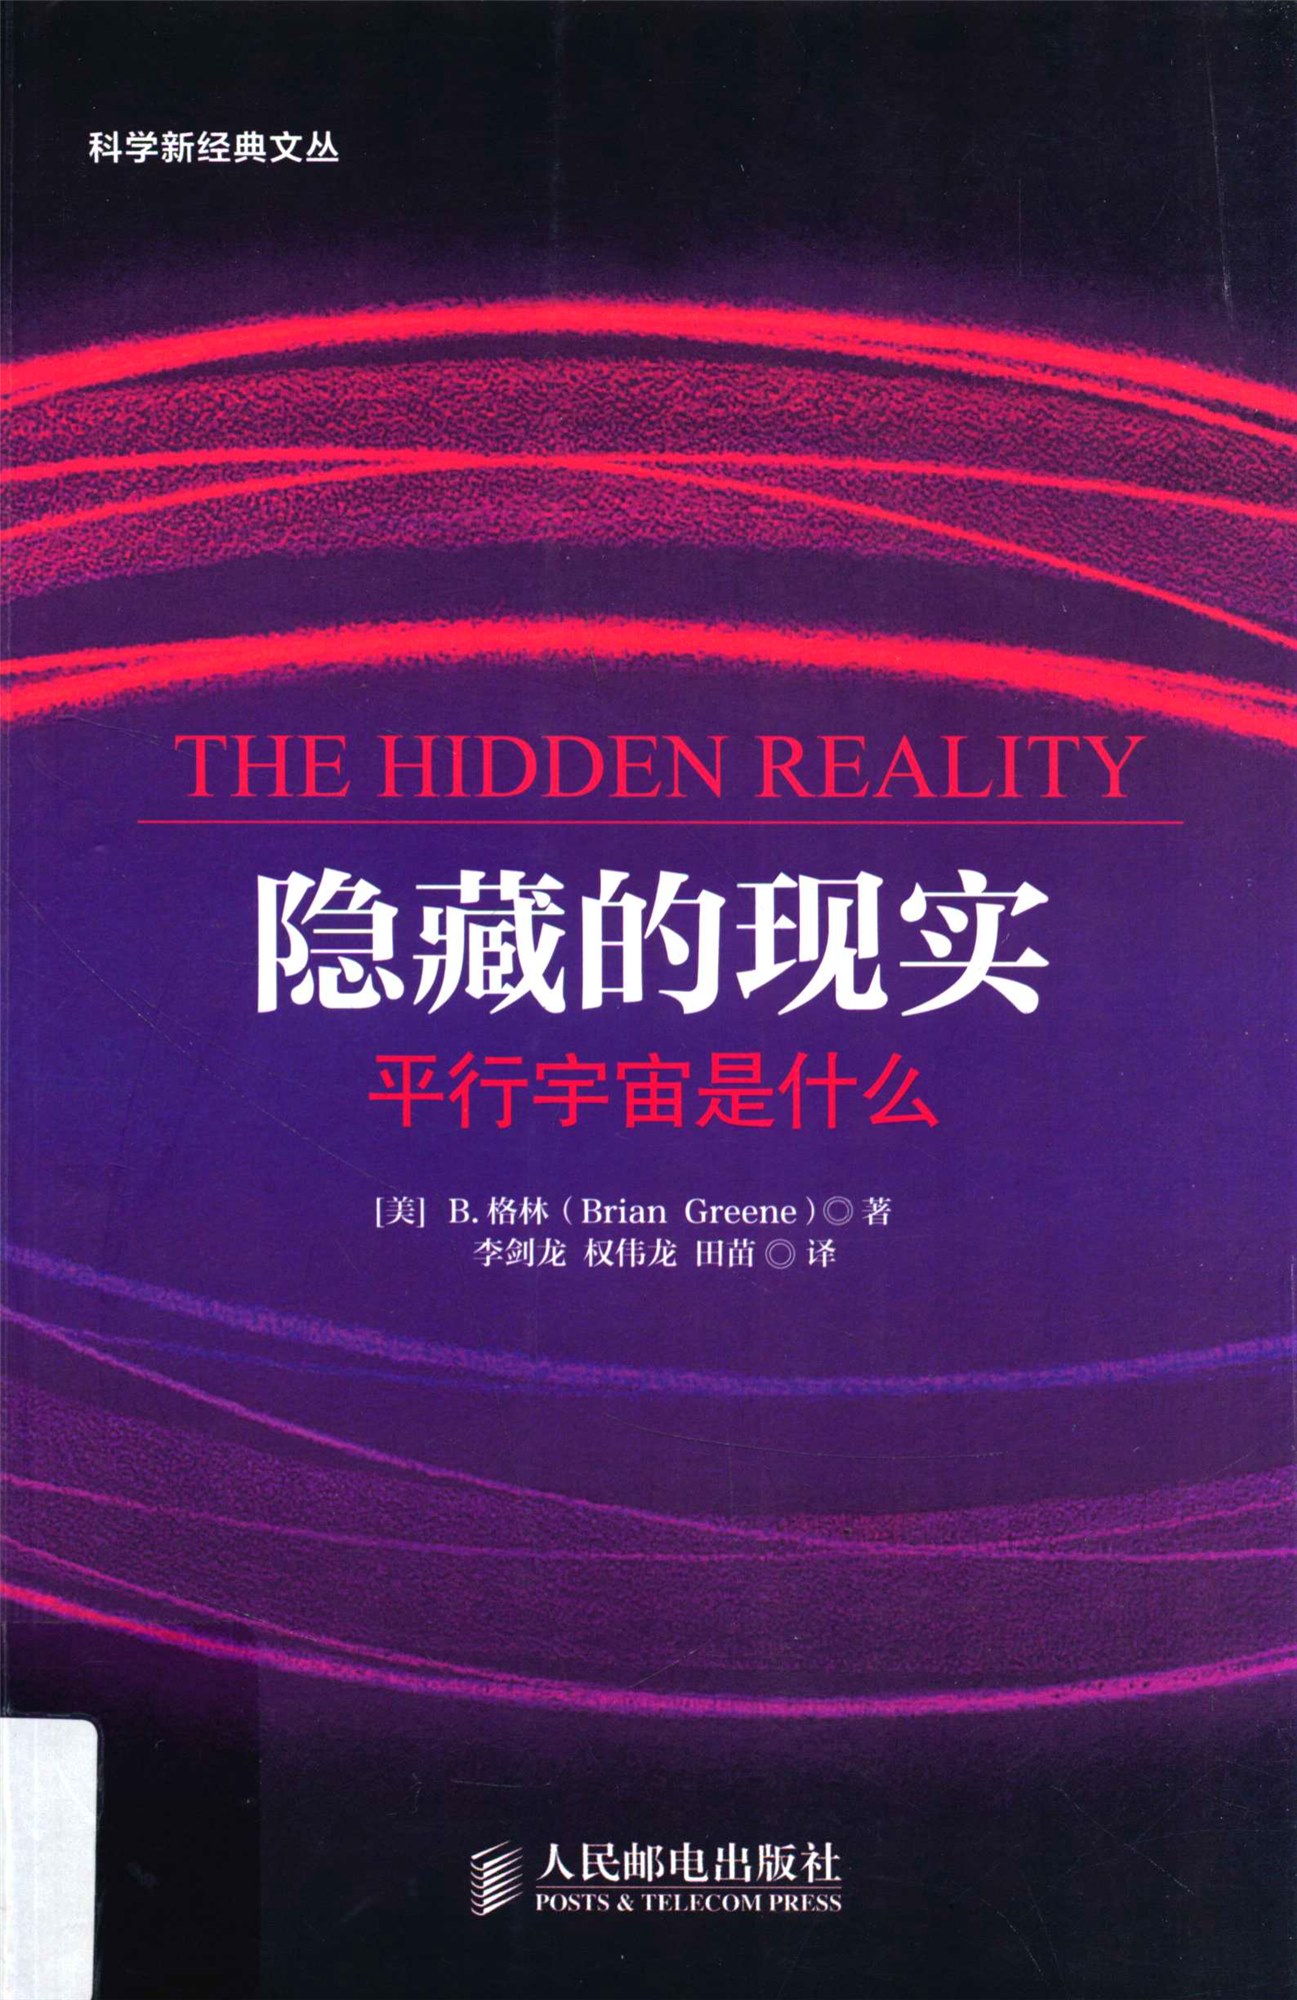 科学新经典文丛
THE HIDDEN REALITY
隐藏的现实
平行宇宙是什么
[美] B. 格林（Brian Greene）◎ 著
李剑龙 权伟龙 田苗 ◎ 译
人民邮电出版社
POSTS & TELECOM PRESS